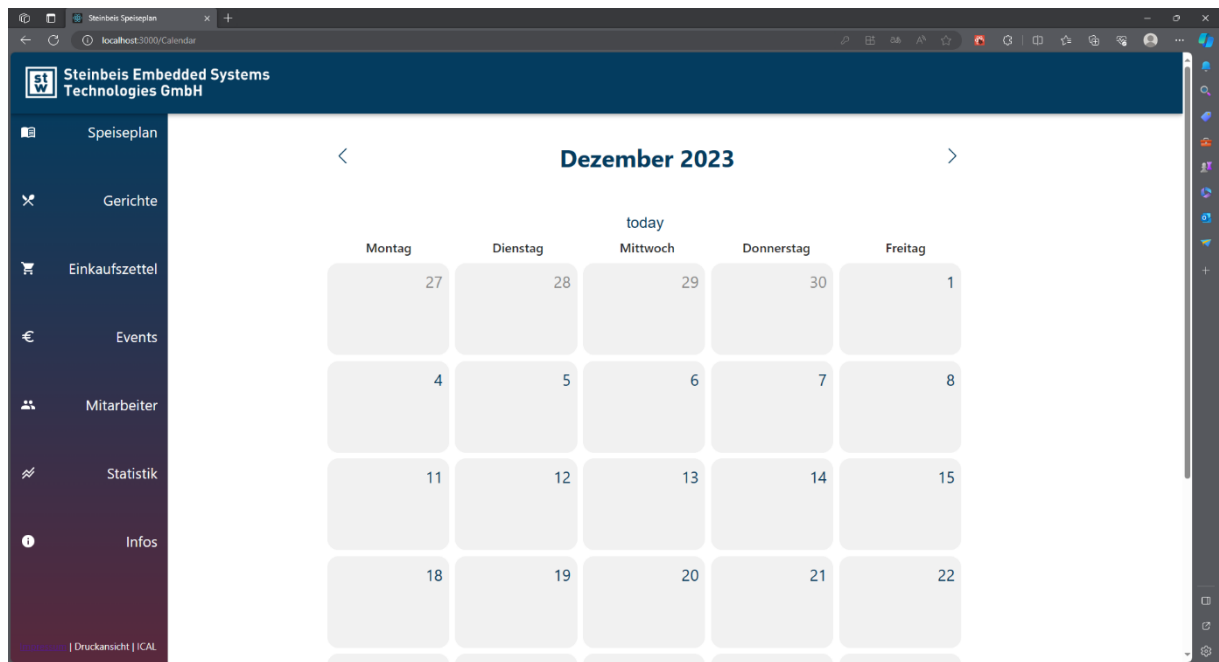 Steinbeis Speiseplan
localhost:3000/Calendar
st
w
Steinbeis Embedded Systems
Technologies GmbH
Speiseplan
Gerichte
Einkaufszettel
Events
Mitarbeiter
Statistik
Infos
| Druckansicht | ICAL
Dezember 2023
today
Montag Dienstag Mittwoch Donnerstag Freitag
27 28 29 30 1
4 5 6 7 8
11 12 13 14 15
18 19 20 21 22